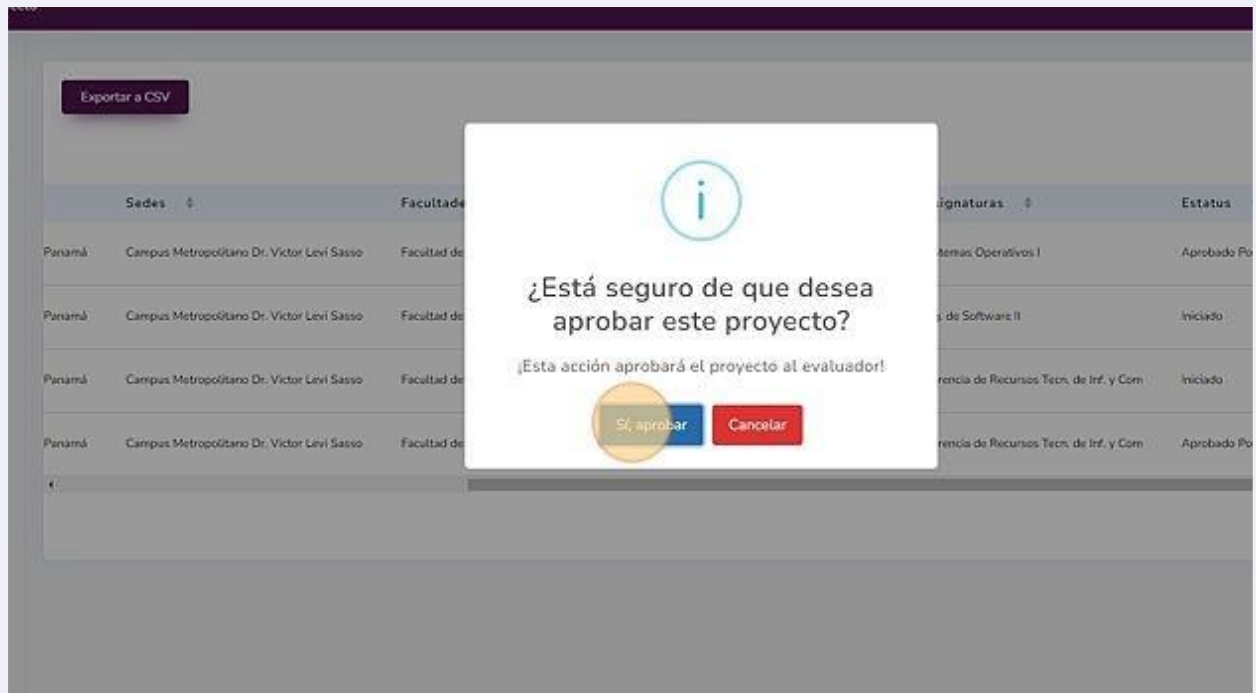 Exportar a CSV
Sedes Facultade ignaturas Estatus
Panamá Campus Metropolitano Dr. Victor Levi Sasso Facultad de temas Operativos I Aprobado Po
Panamá Campus Metropolitano Dr. Victor Levi Sasso Facultad de . de Software II Iniciado
Panamá Campus Metropolitano Dr. Victor Levi Sasso Facultad de rencia de Recursos Tecn. de Inf. y Com Iniciado
Panamá Campus Metropolitano Dr. Victor Levi Sasso Facultad de rencia de Recursos Tecn. de Inf. y Com Aprobado Po
i
¿Está seguro de que desea
aprobar este proyecto?
¡Esta acción aprobará el proyecto al evaluador!
Sí, aprobar Cancelar